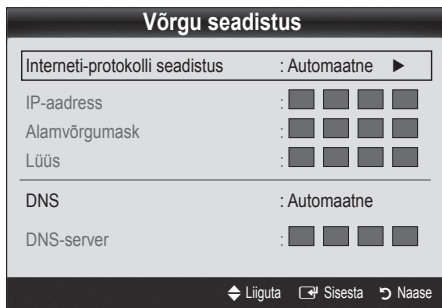 Võrgu seadistus
Interneti-protokolli seadistus : Automaatne ►
IP-aadress :
Alamvõrgumask :
Lüüs :
DNS : Automaatne
DNS-server :
Liiguta Sisesta Naase